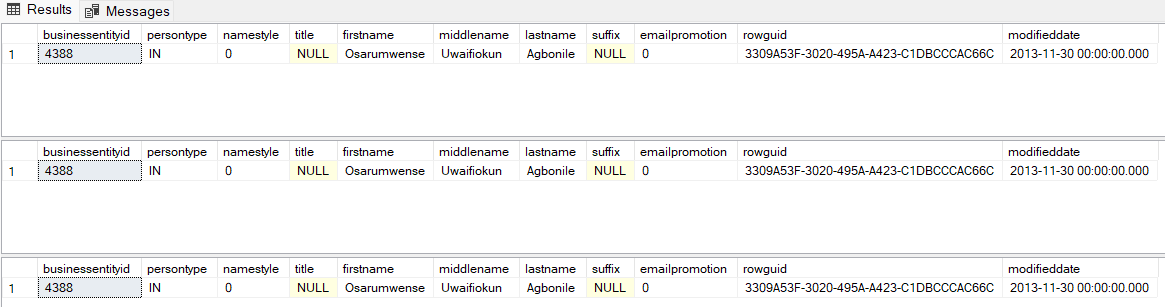 Results Messages
businessentityid persontype namestyle title firstname middlename lastname suffix emailpromotion rowguid modifieddate
1 4388 IN 0 NULL Osarumwense Uwaifiokun Agbonile NULL 0 3309A53F-3020-495A-A423-C1DBCCCAC66C 2013-11-30 00:00:00.000
businessentityid persontype namestyle title firstname middlename lastname suffix emailpromotion rowguid modifieddate
1 4388 IN 0 NULL Osarumwense Uwaifiokun Agbonile NULL 0 3309A53F-3020-495A-A423-C1DBCCCAC66C 2013-11-30 00:00:00.000
businessentityid persontype namestyle title firstname middlename lastname suffix emailpromotion rowguid modifieddate
1 4388 IN 0 NULL Osarumwense Uwaifiokun Agbonile NULL 0 3309A53F-3020-495A-A423-C1DBCCCAC66C 2013-11-30 00:00:00.000